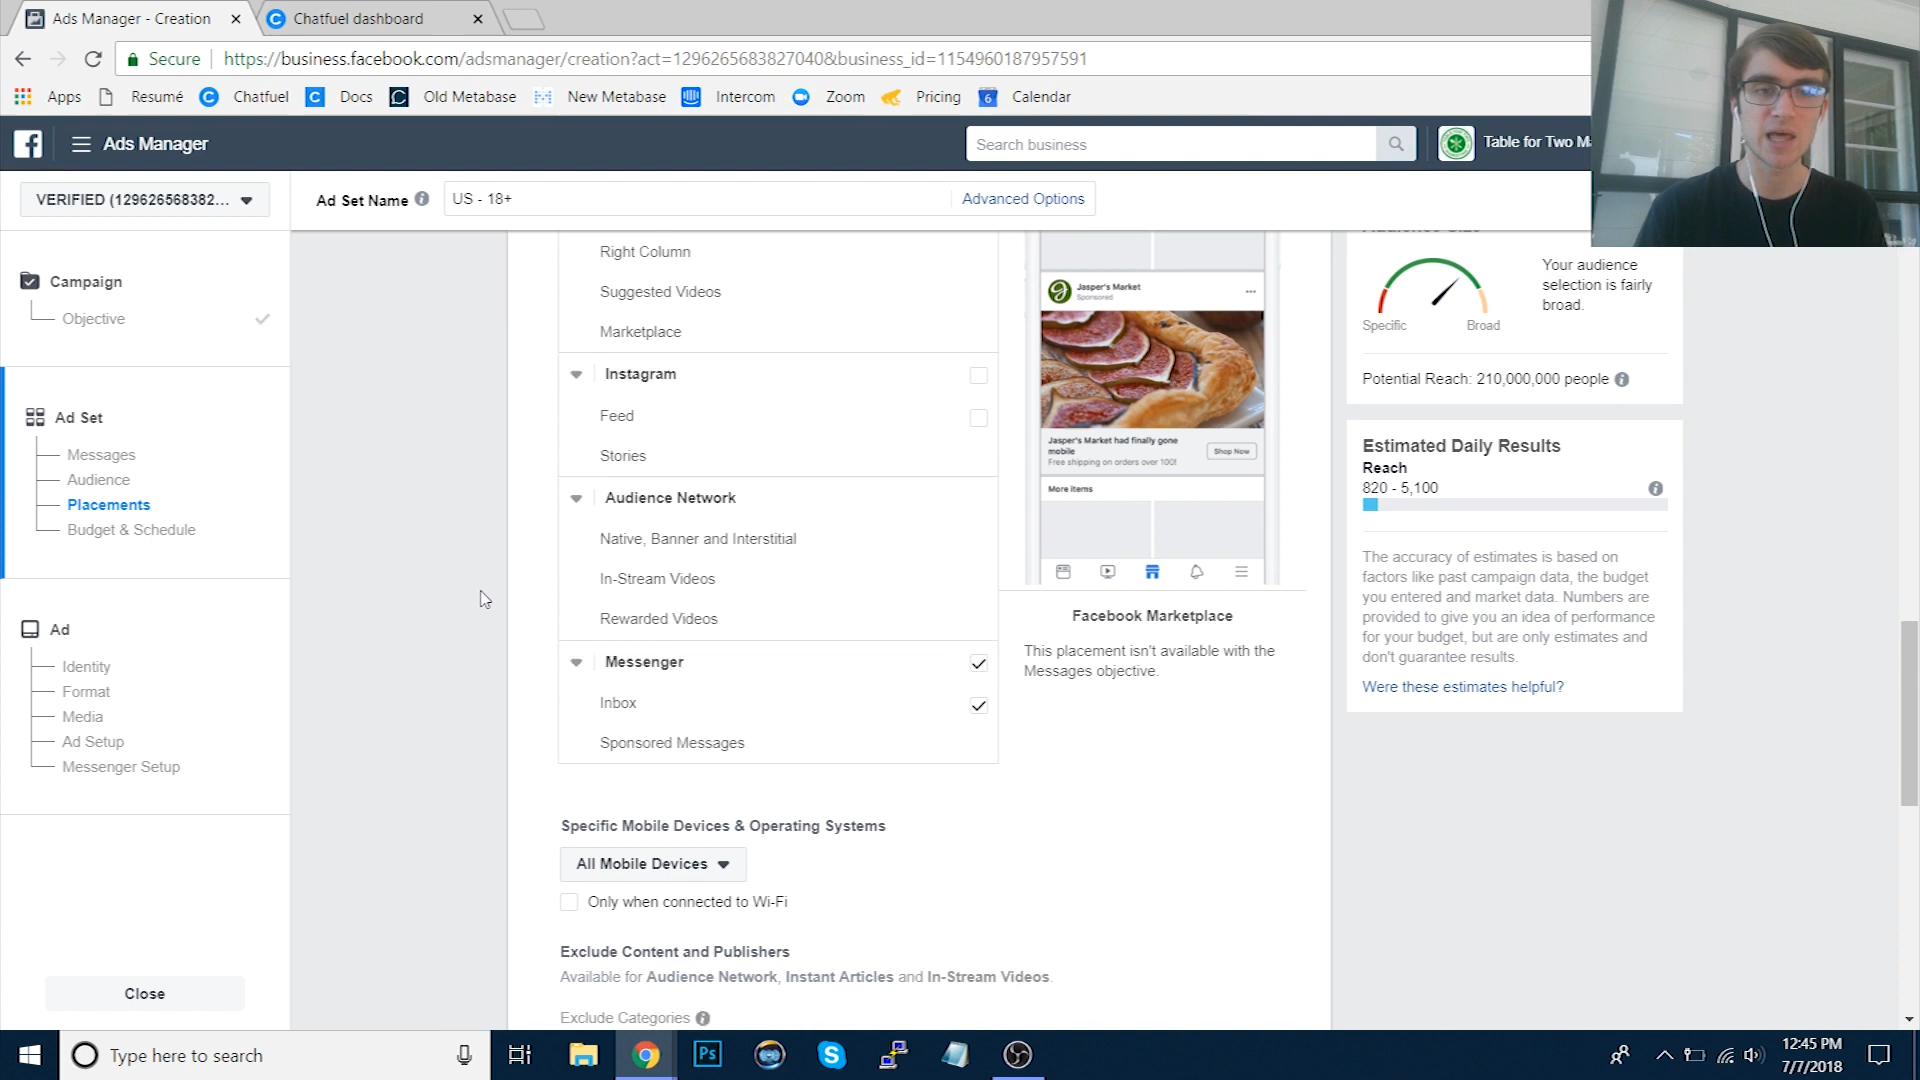 Ads Manager - Creation
Chatfuel dashboard
Secure
https://business.facebook.com/adsmanager/creation?act=1296265683827040&business_id=1154960187957591
Apps
Resumé
Chatfuel
Docs
Old Metabase
New Metabase
Intercom
Zoom
Pricing
6
Calendar
Ads Manager
Search business
Table for Two Ma
VERIFIED (129626568382...
Ad Set Name
US - 18+
Advanced Options
Campaign
Objective
Ad Set
Messages
Audience
Placements
Budget & Schedule
Ad
Identity
Format
Media
Ad Setup
Messenger Setup
Close
Right Column
Suggested Videos
Marketplace
Instagram
Feed
Stories
Audience Network
Native, Banner and Interstitial
In-Stream Videos
Rewarded Videos
Messenger
Inbox
Sponsored Messages
Jasper's Market
Sponsored
Jasper's Market had finally gone
mobile
Free shipping on orders over 100!
Shop Now
More items
Facebook Marketplace
This placement isn't available with the
Messages objective.
Specific Mobile Devices & Operating Systems
All Mobile Devices
Only when connected to Wi-Fi
Exclude Content and Publishers
Available for Audience Network, Instant Articles and In-Stream Videos.
Exclude Categories
Audience Size
Your audience
selection is fairly
broad.
Specific
Broad
Potential Reach: 210,000,000 people
Estimated Daily Results
Reach
820 - 5,100
The accuracy of estimates is based on
factors like past campaign data, the budget
you entered and market data. Numbers are
provided to give you an idea of performance
for your budget, but are only estimates and
don't guarantee results.
Were these estimates helpful?
Type here to search
Ps
12:45 PM
7/7/2018